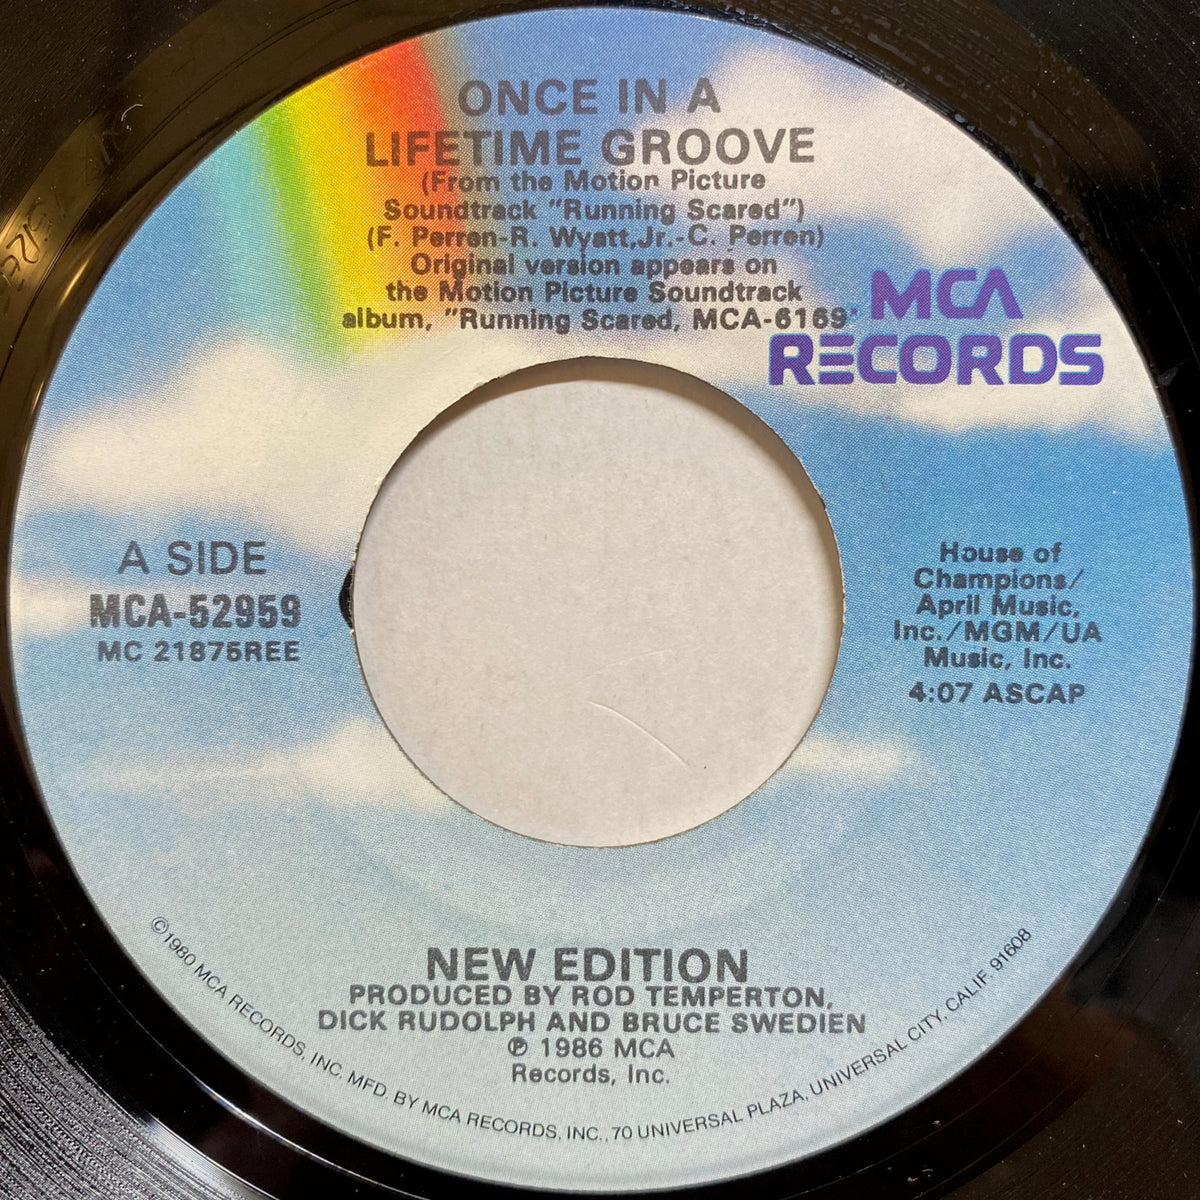 ONCE IN A
LIFETIME GROOVE
(From the Motion Picture
Soundtrack "Running Scared")
(F. Perren-R. Wyatt,Jr.-C. Perren)
Original version appears on
the Motion Picture Soundtrack
album, "Running Scared, MCA-6169"
MCA
RECORDS
A SIDE
MCA-52959
MC 21875REE
House of
Champions/
April Music,
Inc./MGM/UA
Music, Inc.
4:07 ASCAP
NEW EDITION
PRODUCED BY ROD TEMPERTON,
DICK RUDOLPH AND BRUCE SWEDIEN
℗ 1986 MCA
Records, Inc.
©1980 MCA RECORDS, INC. MFD. BY MCA RECORDS, INC., 70 UNIVERSAL PLAZA, UNIVERSAL CITY, CALIF. 91608